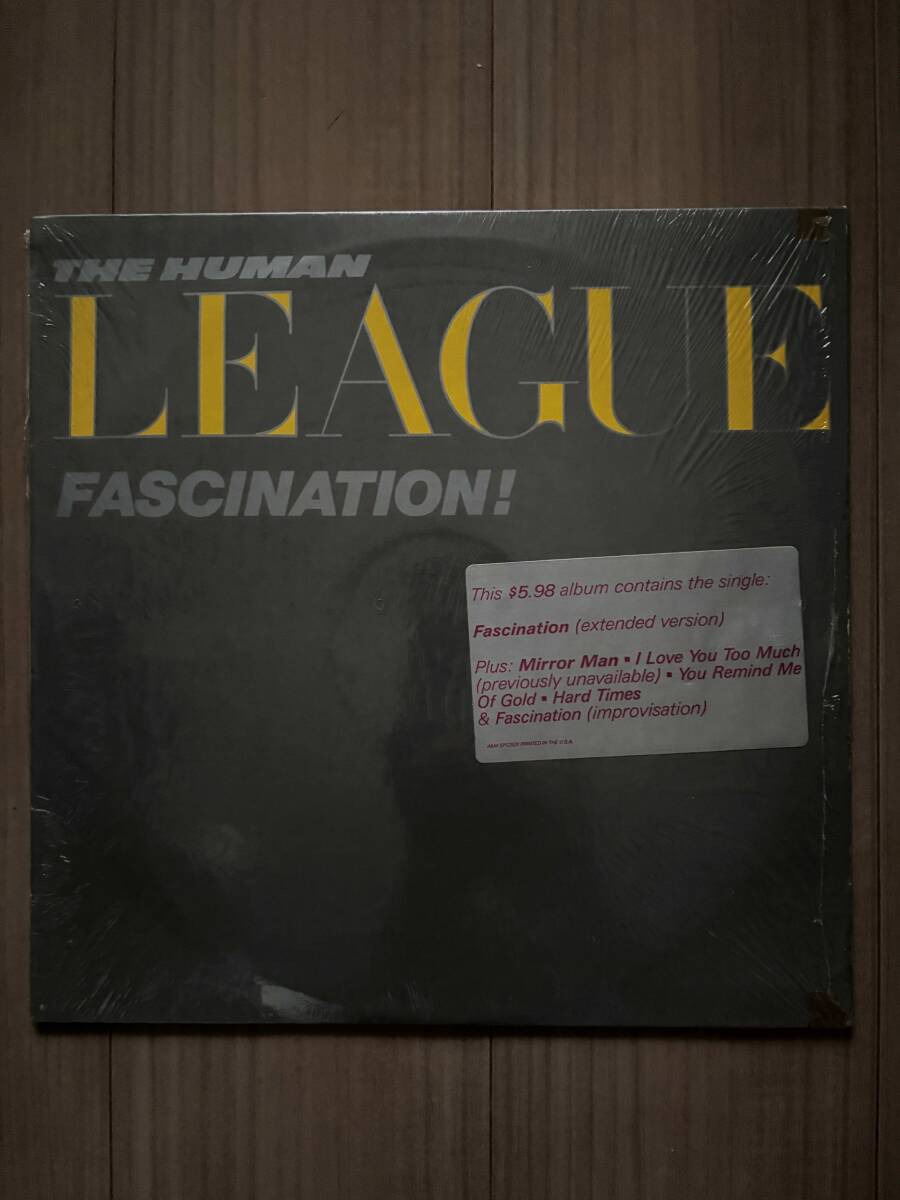 THE HUMAN
LEAGUE
FASCINATION!
This $5.98 album contains the single:
Fascination (extended version)
Plus: Mirror Man ▪ I Love You Too Much
(previously unavailable) ▪ You Remind Me
Of Gold ▪ Hard Times
& Fascination (improvisation)
PRINTED IN THE U.S.A.